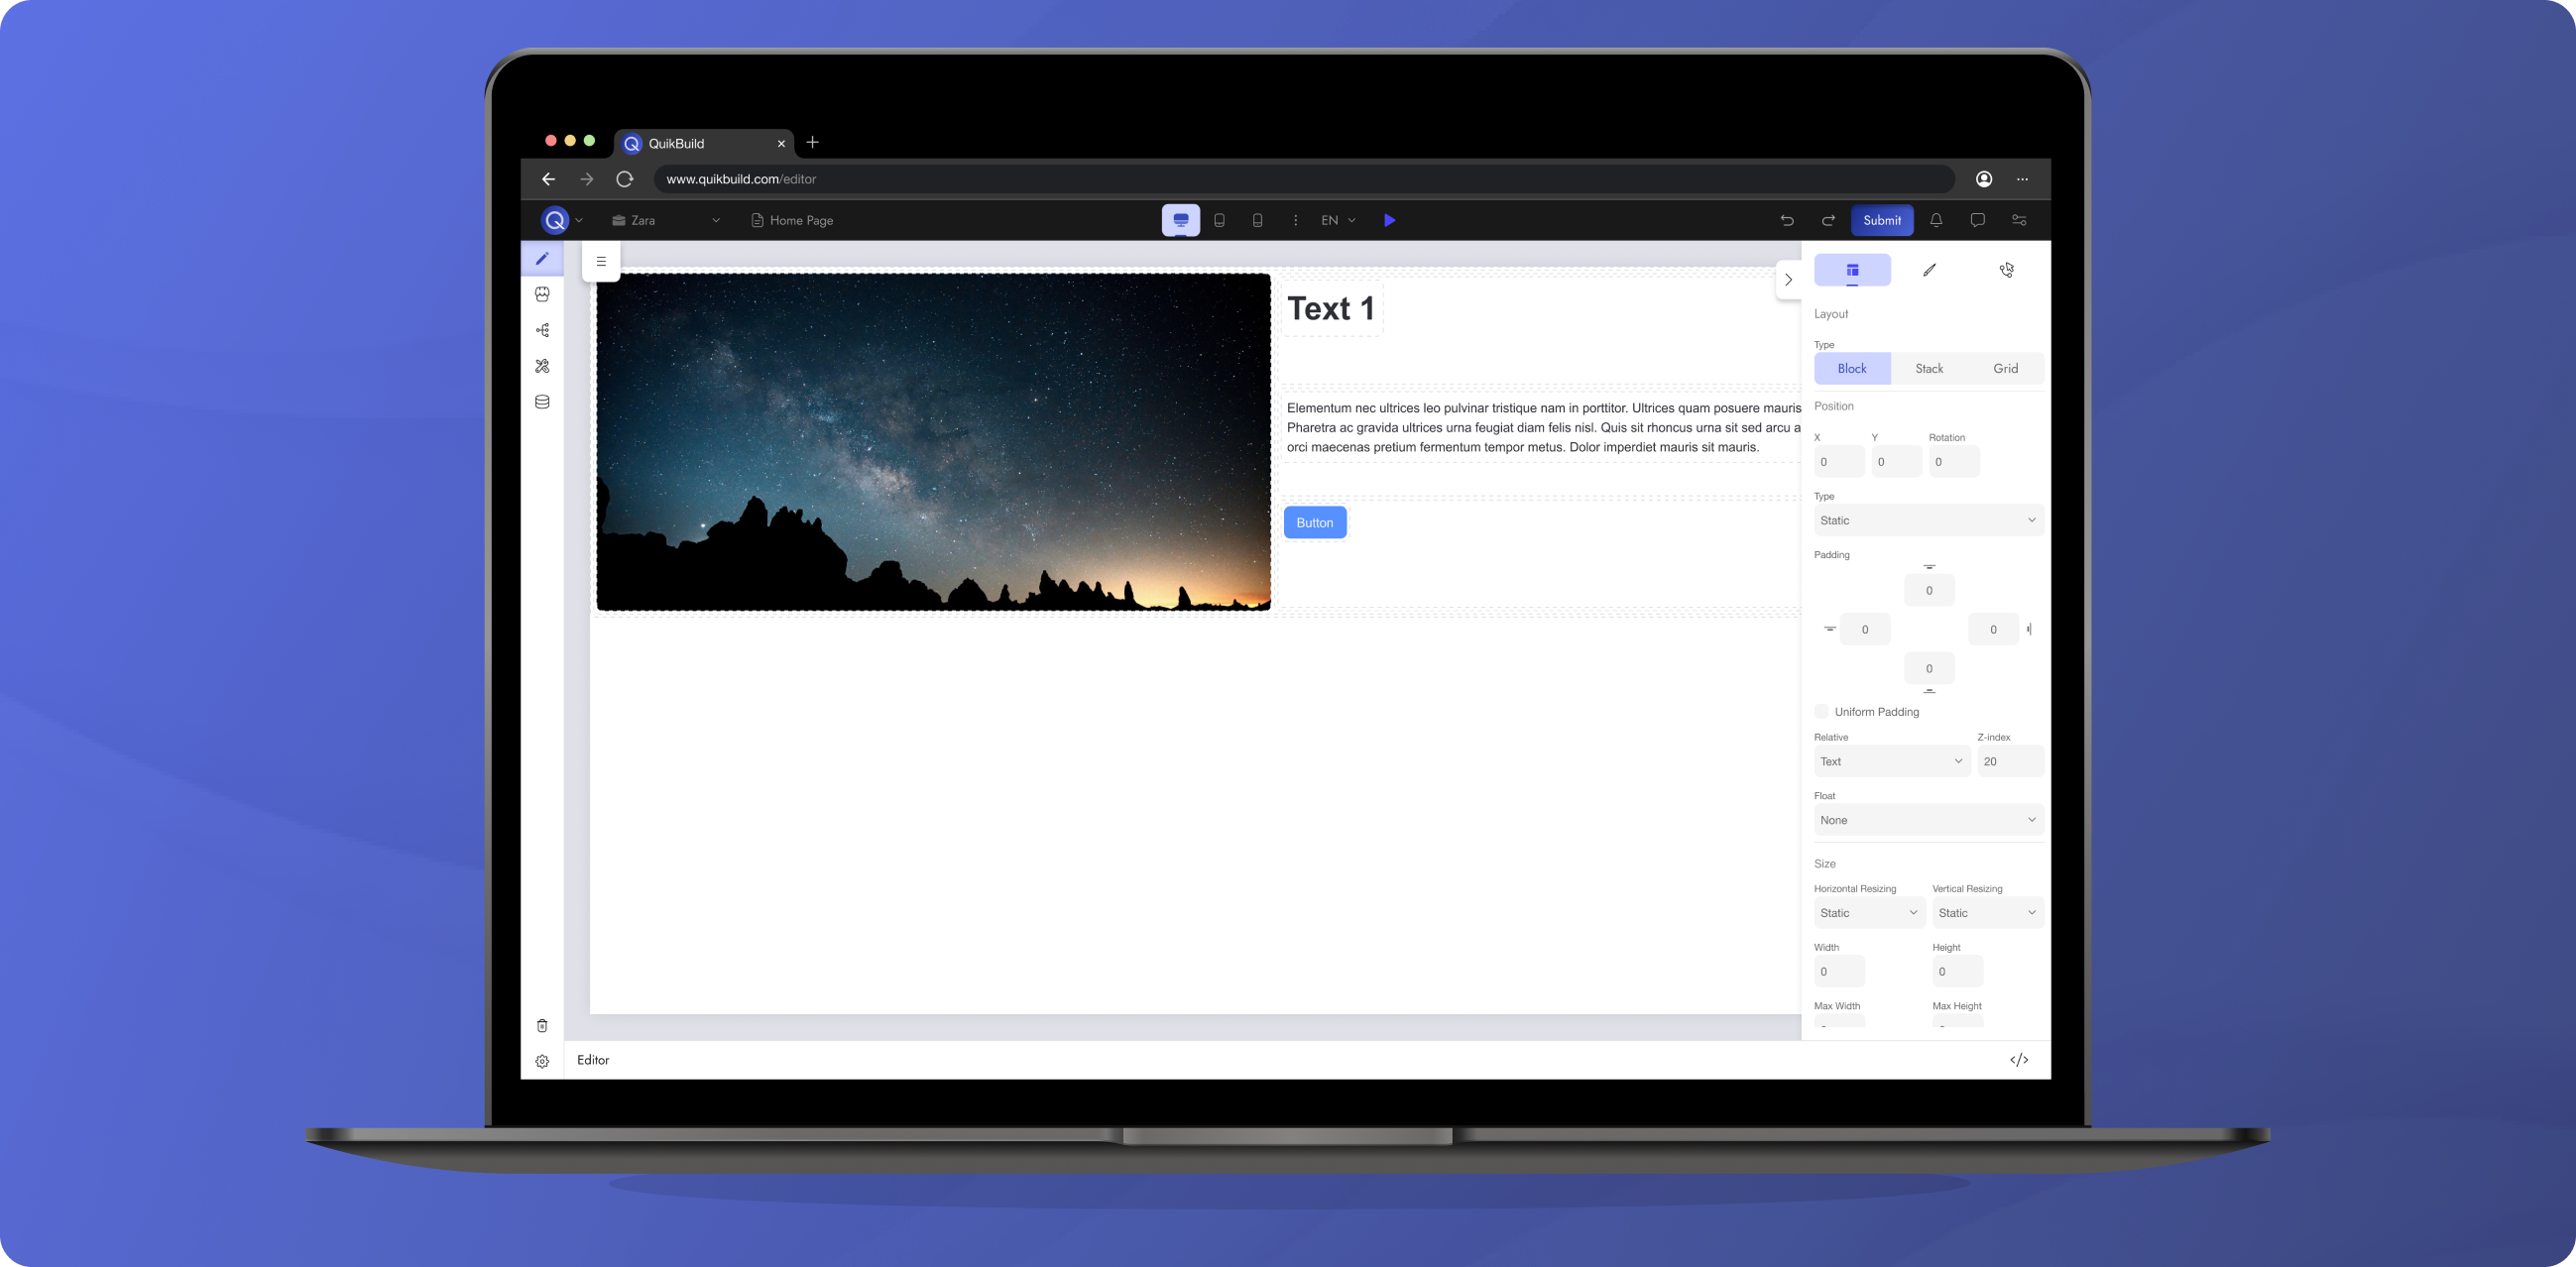 QuikBuild
www.quikbuild.com/editor
Zara
Home Page
EN
Submit
Text 1
Elementum nec ultrices leo pulvinar tristique nam in porttitor. Ultrices quam posuere mauris
Pharetra ac gravida ultrices urna feugiat diam felis nisl. Quis sit rhoncus urna sit sed arcu a
orci maecenas pretium fermentum tempor metus. Dolor imperdiet mauris sit mauris.
Button
Layout
Type
Block Stack Grid
Position
X Y Rotation
0 0 0
Type
Static
Padding
0
0 0
0
Uniform Padding
Relative Z-index
Text 20
Float
None
Size
Horizontal Resizing Vertical Resizing
Static Static
Width Height
0 0
Max Width Max Height
Editor